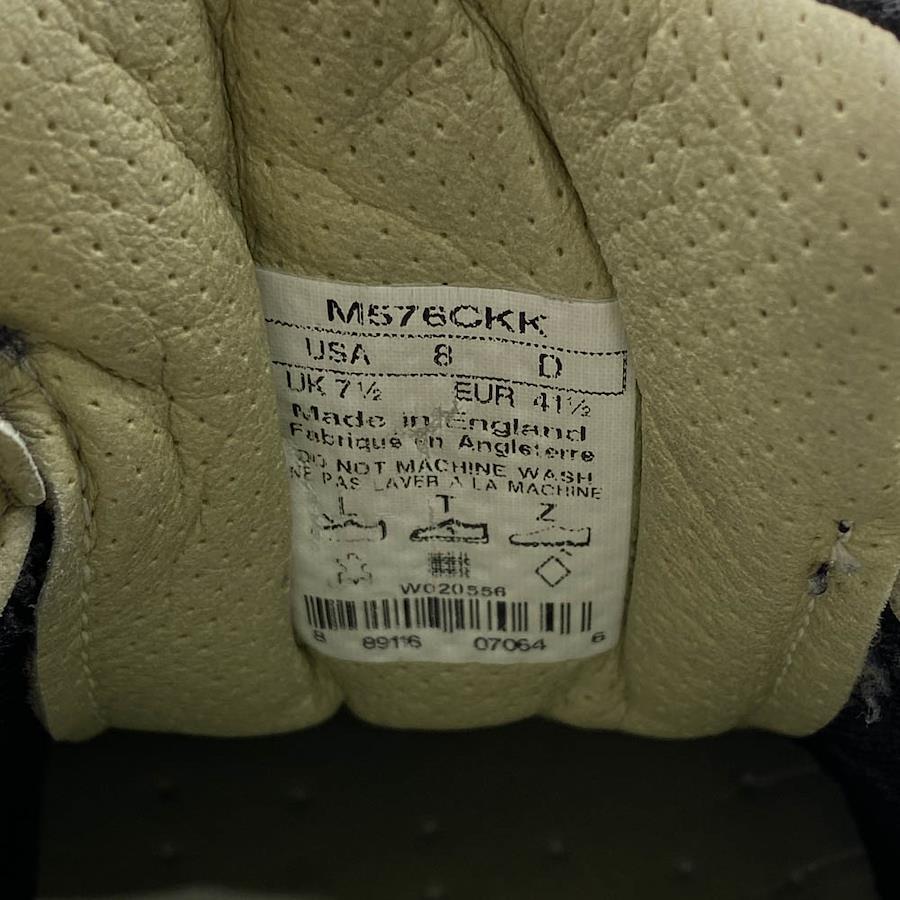 M576CKK
USA 8 D
UK 7½ EUR 41½
Made in England
Fabrique en Angleterre
DO NOT MACHINE WASH
NE PAS LAVER A LA MACHINE
L T Z
W020556
8 89116 07064 6